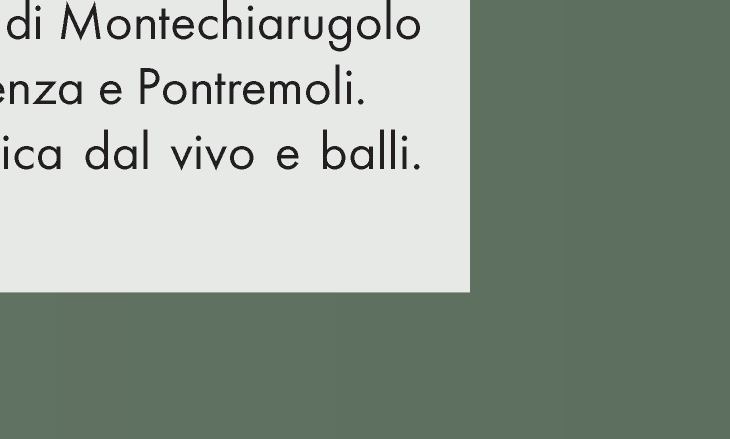 di Montechiarugolo
enza e Pontremoli.
ica dal vivo e balli.